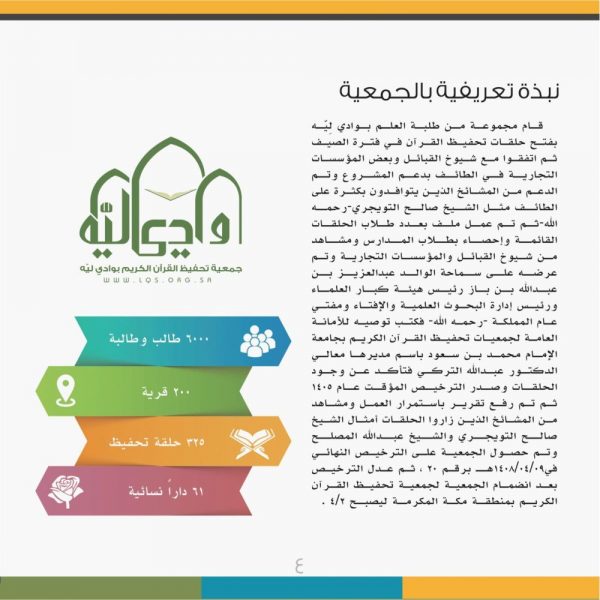 نبذة تعريفية بالجمعية
قام مجموعة من طلبة العلم بوادي ليّه
بفتح حلقات تحفيظ القرآن في فترة الصيف
ثم اتفقوا مع شيوخ القبائل وبعض المؤسسات
التجارية في الطائف بدعم المشروع وتم
الدعم من المشائخ الذين يتوافدون بكثرة على
الطائف مثل الشيخ صالح التويجري-رحمه
الله-ثم تم عمل ملف بعدد طلاب الحلقات
القائمة وإحصاء بطلاب المدارس ومشاهد
من شيوخ القبائل والمؤسسات التجارية وتم
عرضه على سماحة الوالد عبدالعزيز بن
عبدالله بن باز رئيس هيئة كبار العلماء
ورئيس إدارة البحوث العلمية والإفتاء ومفتي
عام المملكة -رحمه الله- فكتب توصيه للأمانة
العامة لجمعيات تحفيظ القرآن الكريم بجامعة
الإمام محمد بن سعود باسم مديرها معالي
الدكتور عبدالله التركي فتأكد عن وجود
الحلقات وصدر الترخيص المؤقت عام ١٤٠٥
ثم تم رفع تقرير باستمرار العمل ومشاهد
من المشائخ الذين زاروا الحلقات أمثال الشيخ
صالح التويجري والشيخ عبدالله المصلح
وتم حصول الجمعية على الترخيص النهائي
في١٤٠٨/٠٤/٠٩هـ برقم ٢٠ ، ثم عدل الترخيص
بعد انضمام الجمعية لجمعية تحفيظ القرآن
الكريم بمنطقة مكة المكرمة ليصبح ٤/٢ .
وادي ليّه
جمعية تحفيظ القرآن الكريم بوادي ليّه
WWW.LQS.ORG.SA
٦٠٠٠ طالب وطالبة
٢٠٠ قرية
٣٢٥ حلقة تحفيظ
٦١ داراً نسائية
٤